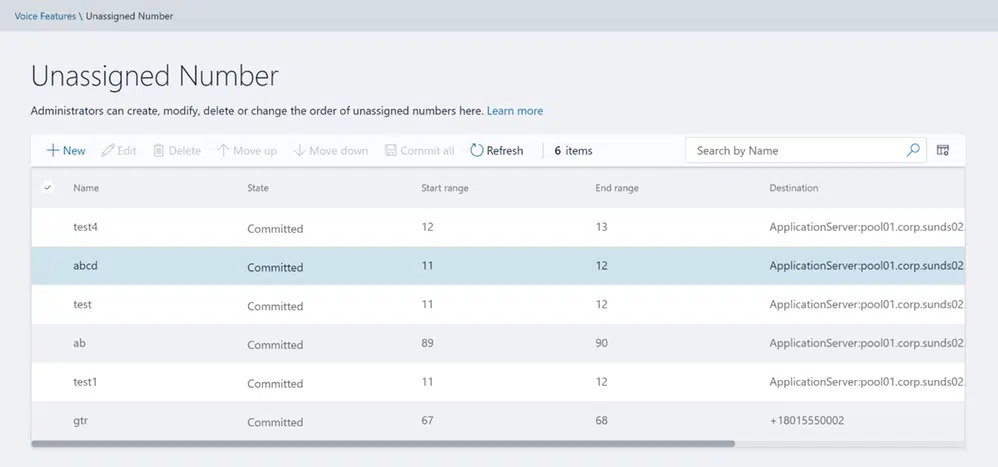 Voice Features \ Unassigned Number
Unassigned Number
Administrators can create, modify, delete or change the order of unassigned numbers here. Learn more
New Edit Delete Move up Move down Commit all Refresh 6 items Search by Name
Name State Start range End range Destination
test4 Committed 12 13 ApplicationServer:pool01.corp.sunds02.
abcd Committed 11 12 ApplicationServer:pool01.corp.sunds02.
test Committed 11 12 ApplicationServer:pool01.corp.sunds02.
ab Committed 89 90 ApplicationServer:pool01.corp.sunds02.
test1 Committed 11 12 ApplicationServer:pool01.corp.sunds02.
gtr Committed 67 68 +18015550002